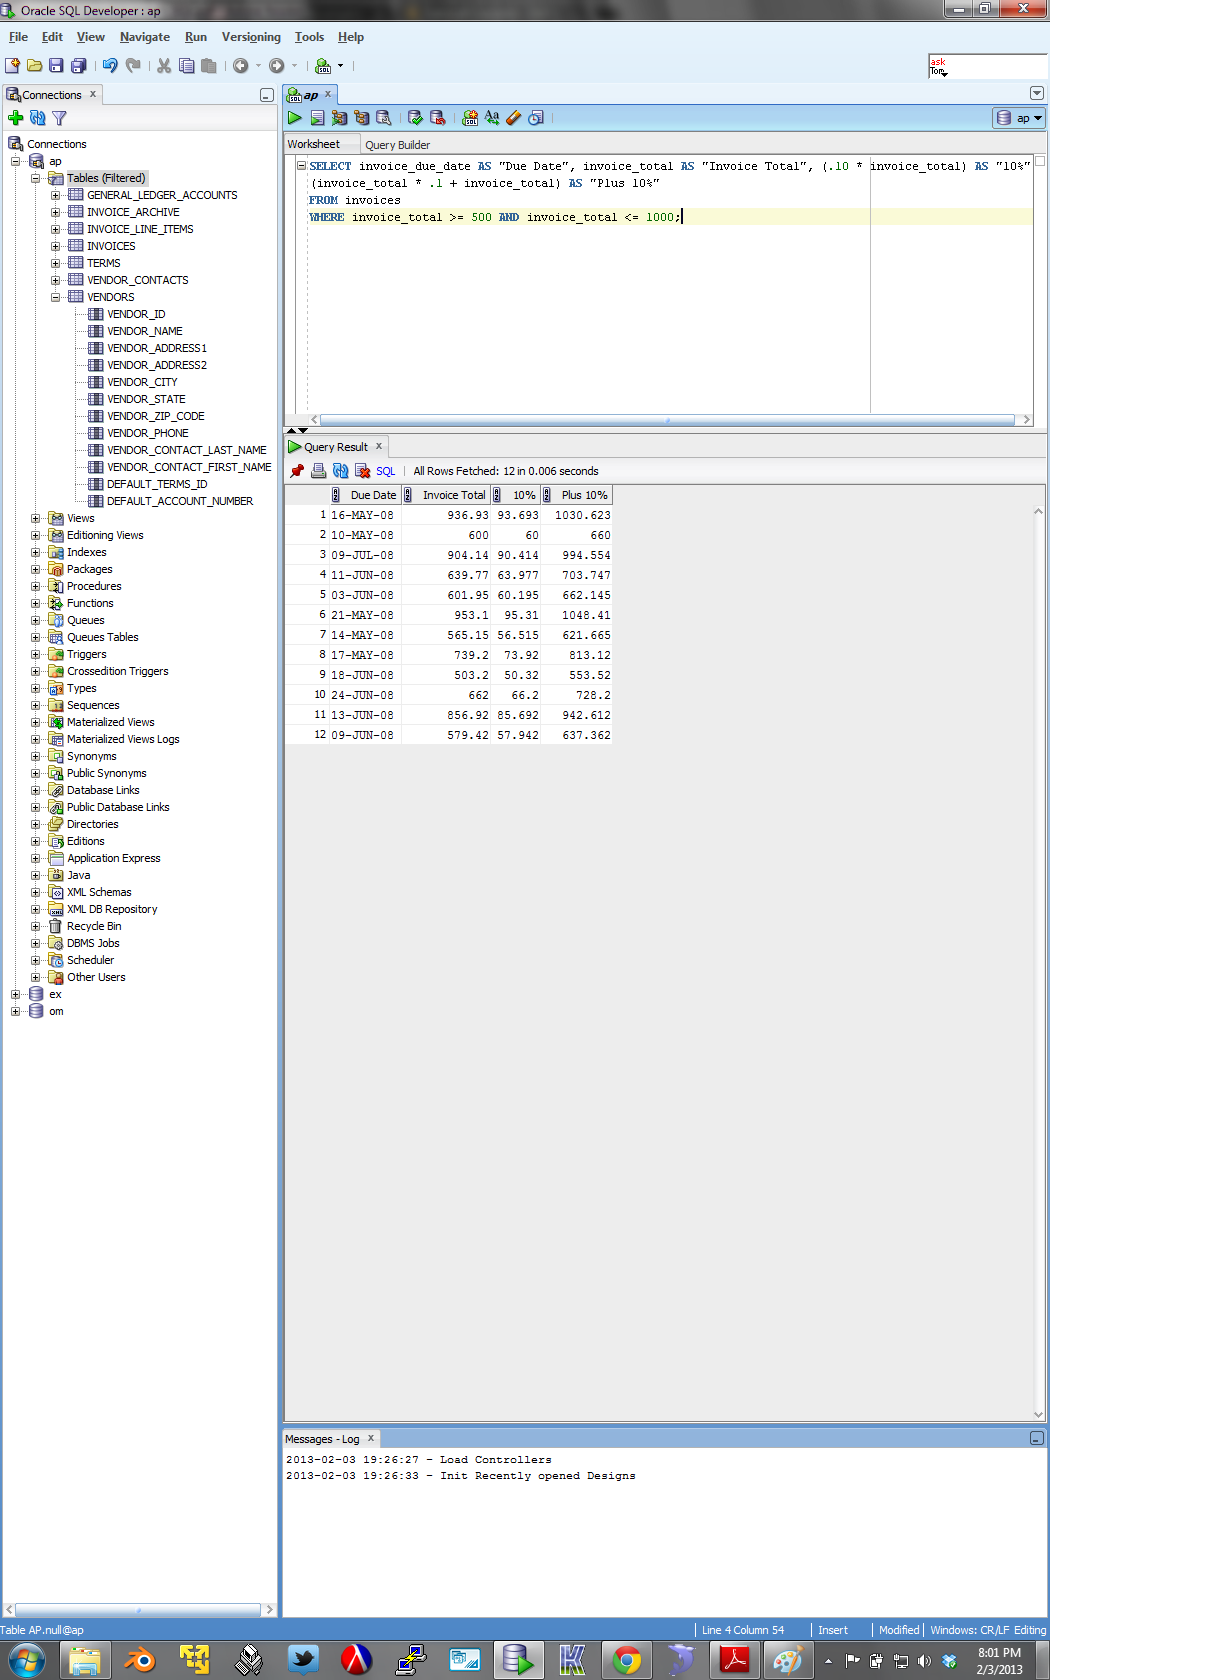 Oracle SQL Developer : ap
File Edit View Navigate Run Versioning Tools Help
ask
Tom
Connections x
ap x
ap
Worksheet Query Builder
SELECT invoice_due_date AS "Due Date", invoice_total AS "Invoice Total", (.10 * invoice_total) AS "10%"
(invoice_total * .1 + invoice_total) AS "Plus 10%"
FROM invoices
WHERE invoice_total >= 500 AND invoice_total <= 1000;
Connections
ap
Tables (Filtered)
GENERAL_LEDGER_ACCOUNTS
INVOICE_ARCHIVE
INVOICE_LINE_ITEMS
INVOICES
TERMS
VENDOR_CONTACTS
VENDORS
VENDOR_ID
VENDOR_NAME
VENDOR_ADDRESS1
VENDOR_ADDRESS2
VENDOR_CITY
VENDOR_STATE
VENDOR_ZIP_CODE
VENDOR_PHONE
VENDOR_CONTACT_LAST_NAME
VENDOR_CONTACT_FIRST_NAME
DEFAULT_TERMS_ID
DEFAULT_ACCOUNT_NUMBER
Views
Editioning Views
Indexes
Packages
Procedures
Functions
Queues
Queues Tables
Triggers
Crossedition Triggers
Types
Sequences
Materialized Views
Materialized Views Logs
Synonyms
Public Synonyms
Database Links
Public Database Links
Directories
Editions
Application Express
Java
XML Schemas
XML DB Repository
Recycle Bin
DBMS Jobs
Scheduler
Other Users
ex
om
Query Result x
SQL | All Rows Fetched: 12 in 0.006 seconds
Due Date Invoice Total 10% Plus 10%
1 16-MAY-08 936.93 93.693 1030.623
2 10-MAY-08 600 60 660
3 09-JUL-08 904.14 90.414 994.554
4 11-JUN-08 639.77 63.977 703.747
5 03-JUN-08 601.95 60.195 662.145
6 21-MAY-08 953.1 95.31 1048.41
7 14-MAY-08 565.15 56.515 621.665
8 17-MAY-08 739.2 73.92 813.12
9 18-JUN-08 503.2 50.32 553.52
10 24-JUN-08 662 66.2 728.2
11 13-JUN-08 856.92 85.692 942.612
12 09-JUN-08 579.42 57.942 637.362
Messages - Log x
2013-02-03 19:26:27 - Load Controllers
2013-02-03 19:26:33 - Init Recently opened Designs
Table AP.null@ap
Line 4 Column 54 Insert Modified Windows: CR/LF Editing
8:01 PM
2/3/2013